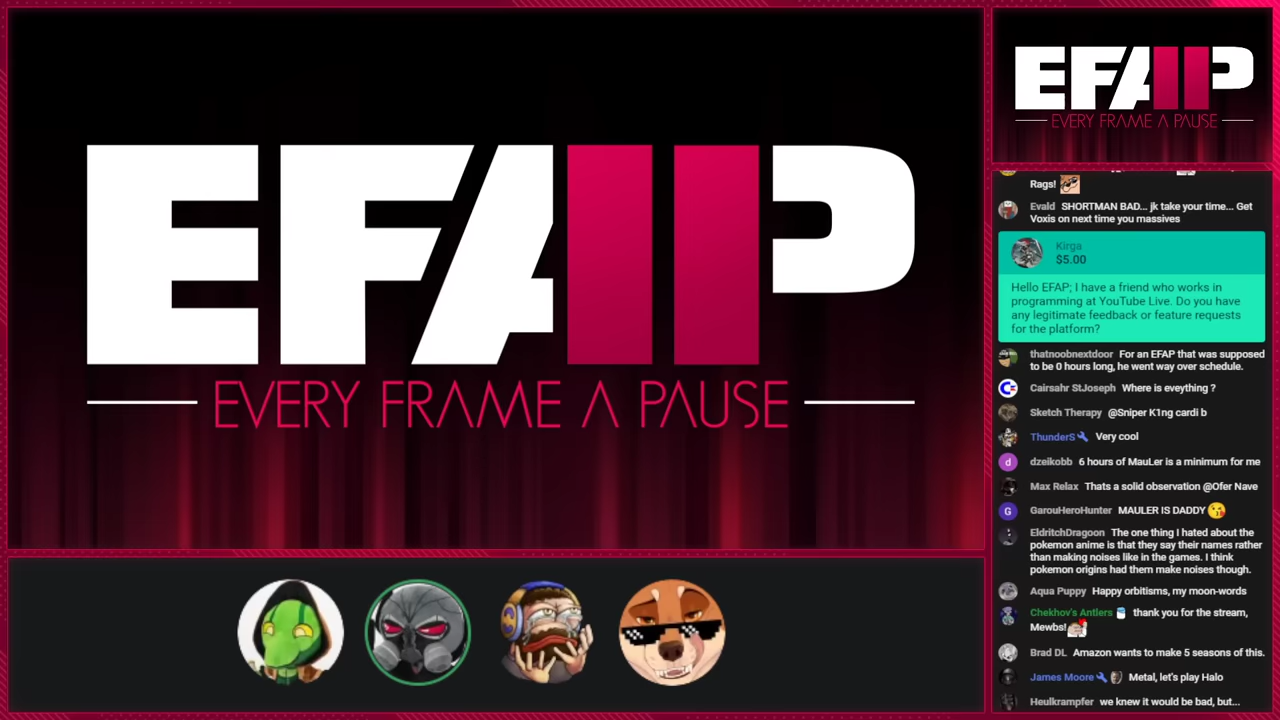 EFAP
EVERY FRAME A PAUSE
EFAP
EVERY FRAME A PAUSE
Rags!
Evald SHORTMAN BAD... jk take your time... Get
Voxis on next time you massives
Kirga
$5.00
Hello EFAP; I have a friend who works in
programming at YouTube Live. Do you have
any legitimate feedback or feature requests
for the platform?
thatnoobnextdoor For an EFAP that was supposed
to be 0 hours long, he went way over schedule.
Cairsahr StJoseph Where is eveything ?
Sketch Therapy @Sniper K1ng cardi b
ThunderS Very cool
d
dzeikobb 6 hours of MauLer is a minimum for me
Max Relax Thats a solid observation @Ofer Nave
G
GarouHeroHunter MAULER IS DADDY
EldritchDragoon The one thing I hated about the
pokemon anime is that they say their names rather
than making noises like in the games. I think
pokemon origins had them make noises though.
Aqua Puppy Happy orbitisms, my moon-words
Chekhov's Antlers thank you for the stream,
Mewbs!
Brad DL Amazon wants to make 5 seasons of this.
James Moore Metal, let's play Halo
Heulkrampfer we knew it would be bad, but...